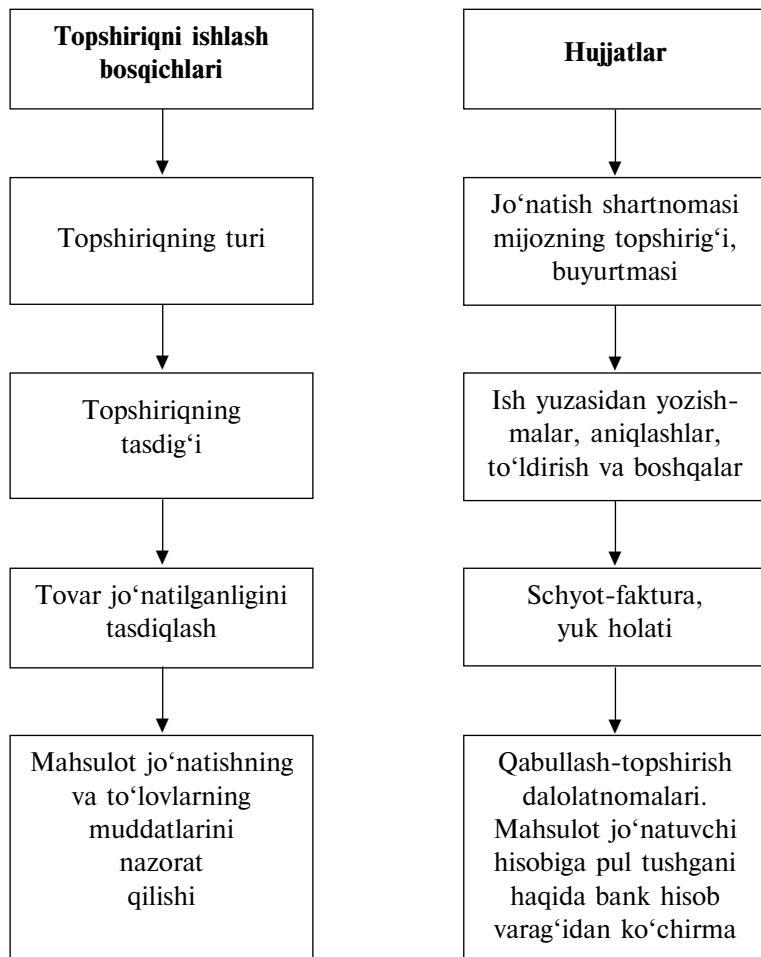 Topshiriqni ishlash
bosqichlari
Topshiriqning turi
Topshiriqning
tasdig‘i
Tovar jo‘natilganligini
tasdiqlash
Mahsulot jo‘natishning
va to‘lovlarning
muddatlarini
nazorat
qilishi
Hujjatlar
Jo‘natish shartnomasi
mijozning topshirig‘i,
buyurtmasi
Ish yuzasidan yozish-
malar, aniqlashlar,
to‘ldirish va boshqalar
Schyot-faktura,
yuk holati
Qabullash-topshirish
dalolatnomalari.
Mahsulot jo‘natuvchi
hisobiga pul tushgani
haqida bank hisob
varag‘idan ko‘chirma